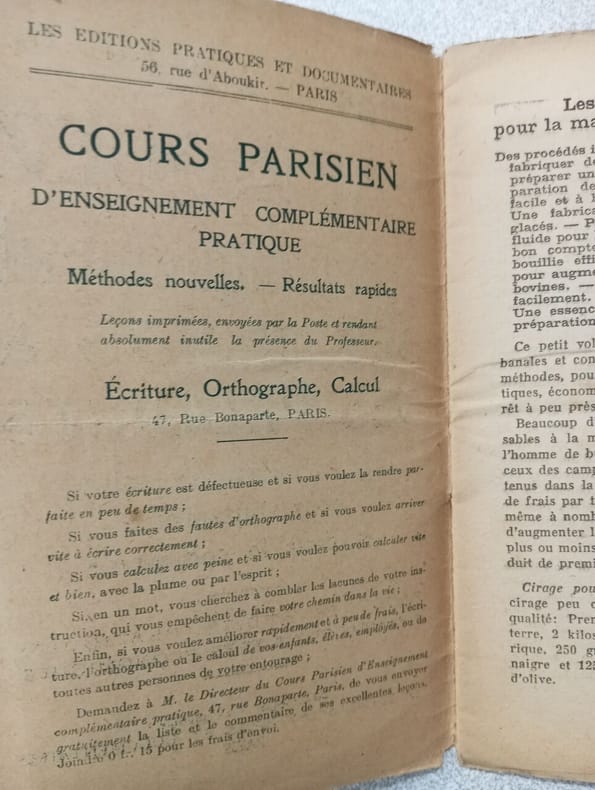 LES EDITIONS PRATIQUES ET DOCUMENTAIRES
56, rue d'Aboukir. — PARIS
COURS PARISIEN
D'ENSEIGNEMENT COMPLÉMENTAIRE
PRATIQUE
Méthodes nouvelles. — Résultats rapides
Leçons imprimées, envoyées par la Poste et rendant
absolument inutile la présence du Professeur.
Écriture, Orthographe, Calcul
47, Rue Bonaparte, PARIS.
Si votre écriture est défectueuse et si vous voulez la rendre par-
faite en peu de temps ;
Si vous faites des fautes d'orthographe et si vous voulez arriver
vite à écrire correctement ;
Si vous calculez avec peine et si vous voulez pouvoir calculer vite
et bien, avec la plume ou par l'esprit ;
Si, en un mot, vous cherchez à combler les lacunes de votre ins-
truction, qui vous empêchent de faire votre chemin dans la vie ;
Enfin, si vous voulez améliorer rapidement et à peu de frais, l'écri-
ture, l'orthographe ou le calcul de vos enfants, élèves, employés, ou de
toutes autres personnes de votre entourage ;
Demandez à M. le Directeur du Cours Parisien d'Enseignement
complémentaire pratique, 47, rue Bonaparte, Paris, de vous envoyer
gratuitement la liste et le commentaire de ses excellentes leçons.
Joindre 0 fr. 15 pour les frais d'envoi.
Les
pour la ma
Des procédés i
fabriquer de
préparer un
paration de
facile et à l
Une fabrica
glacés. — P
fluide pour
bon compte
bouillie effi
pour augme
bovines. —
facilement.
Une essenc
préparation
Ce petit vol
banales et con
méthodes, pou
tiques, économ
rêt à peu près
Beaucoup d
sables à la m
l'homme de b
ceux des camp
tenus dans la
de frais par t
même à nomb
d'augmenter l
plus ou moins
duit de premi
Cirage pou
cirage peu c
qualité: Pren
terre, 2 kilos
rique, 250 gr
naigre et 125
d'olive.